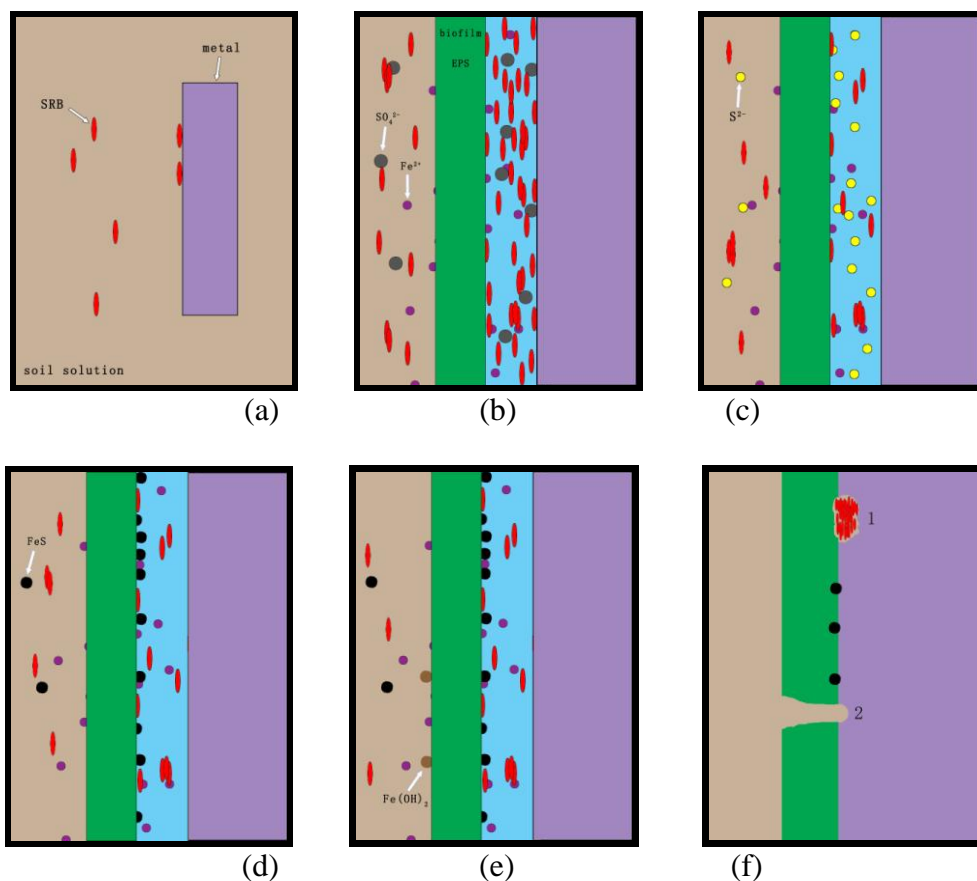 metal
SRB
soil solution
(a)
biofilm
EPS
SO₄²⁻
Fe²⁺
(b)
S²⁻
(c)
FeS
(d)
Fe(OH)₂
(e)
1
2
(f)